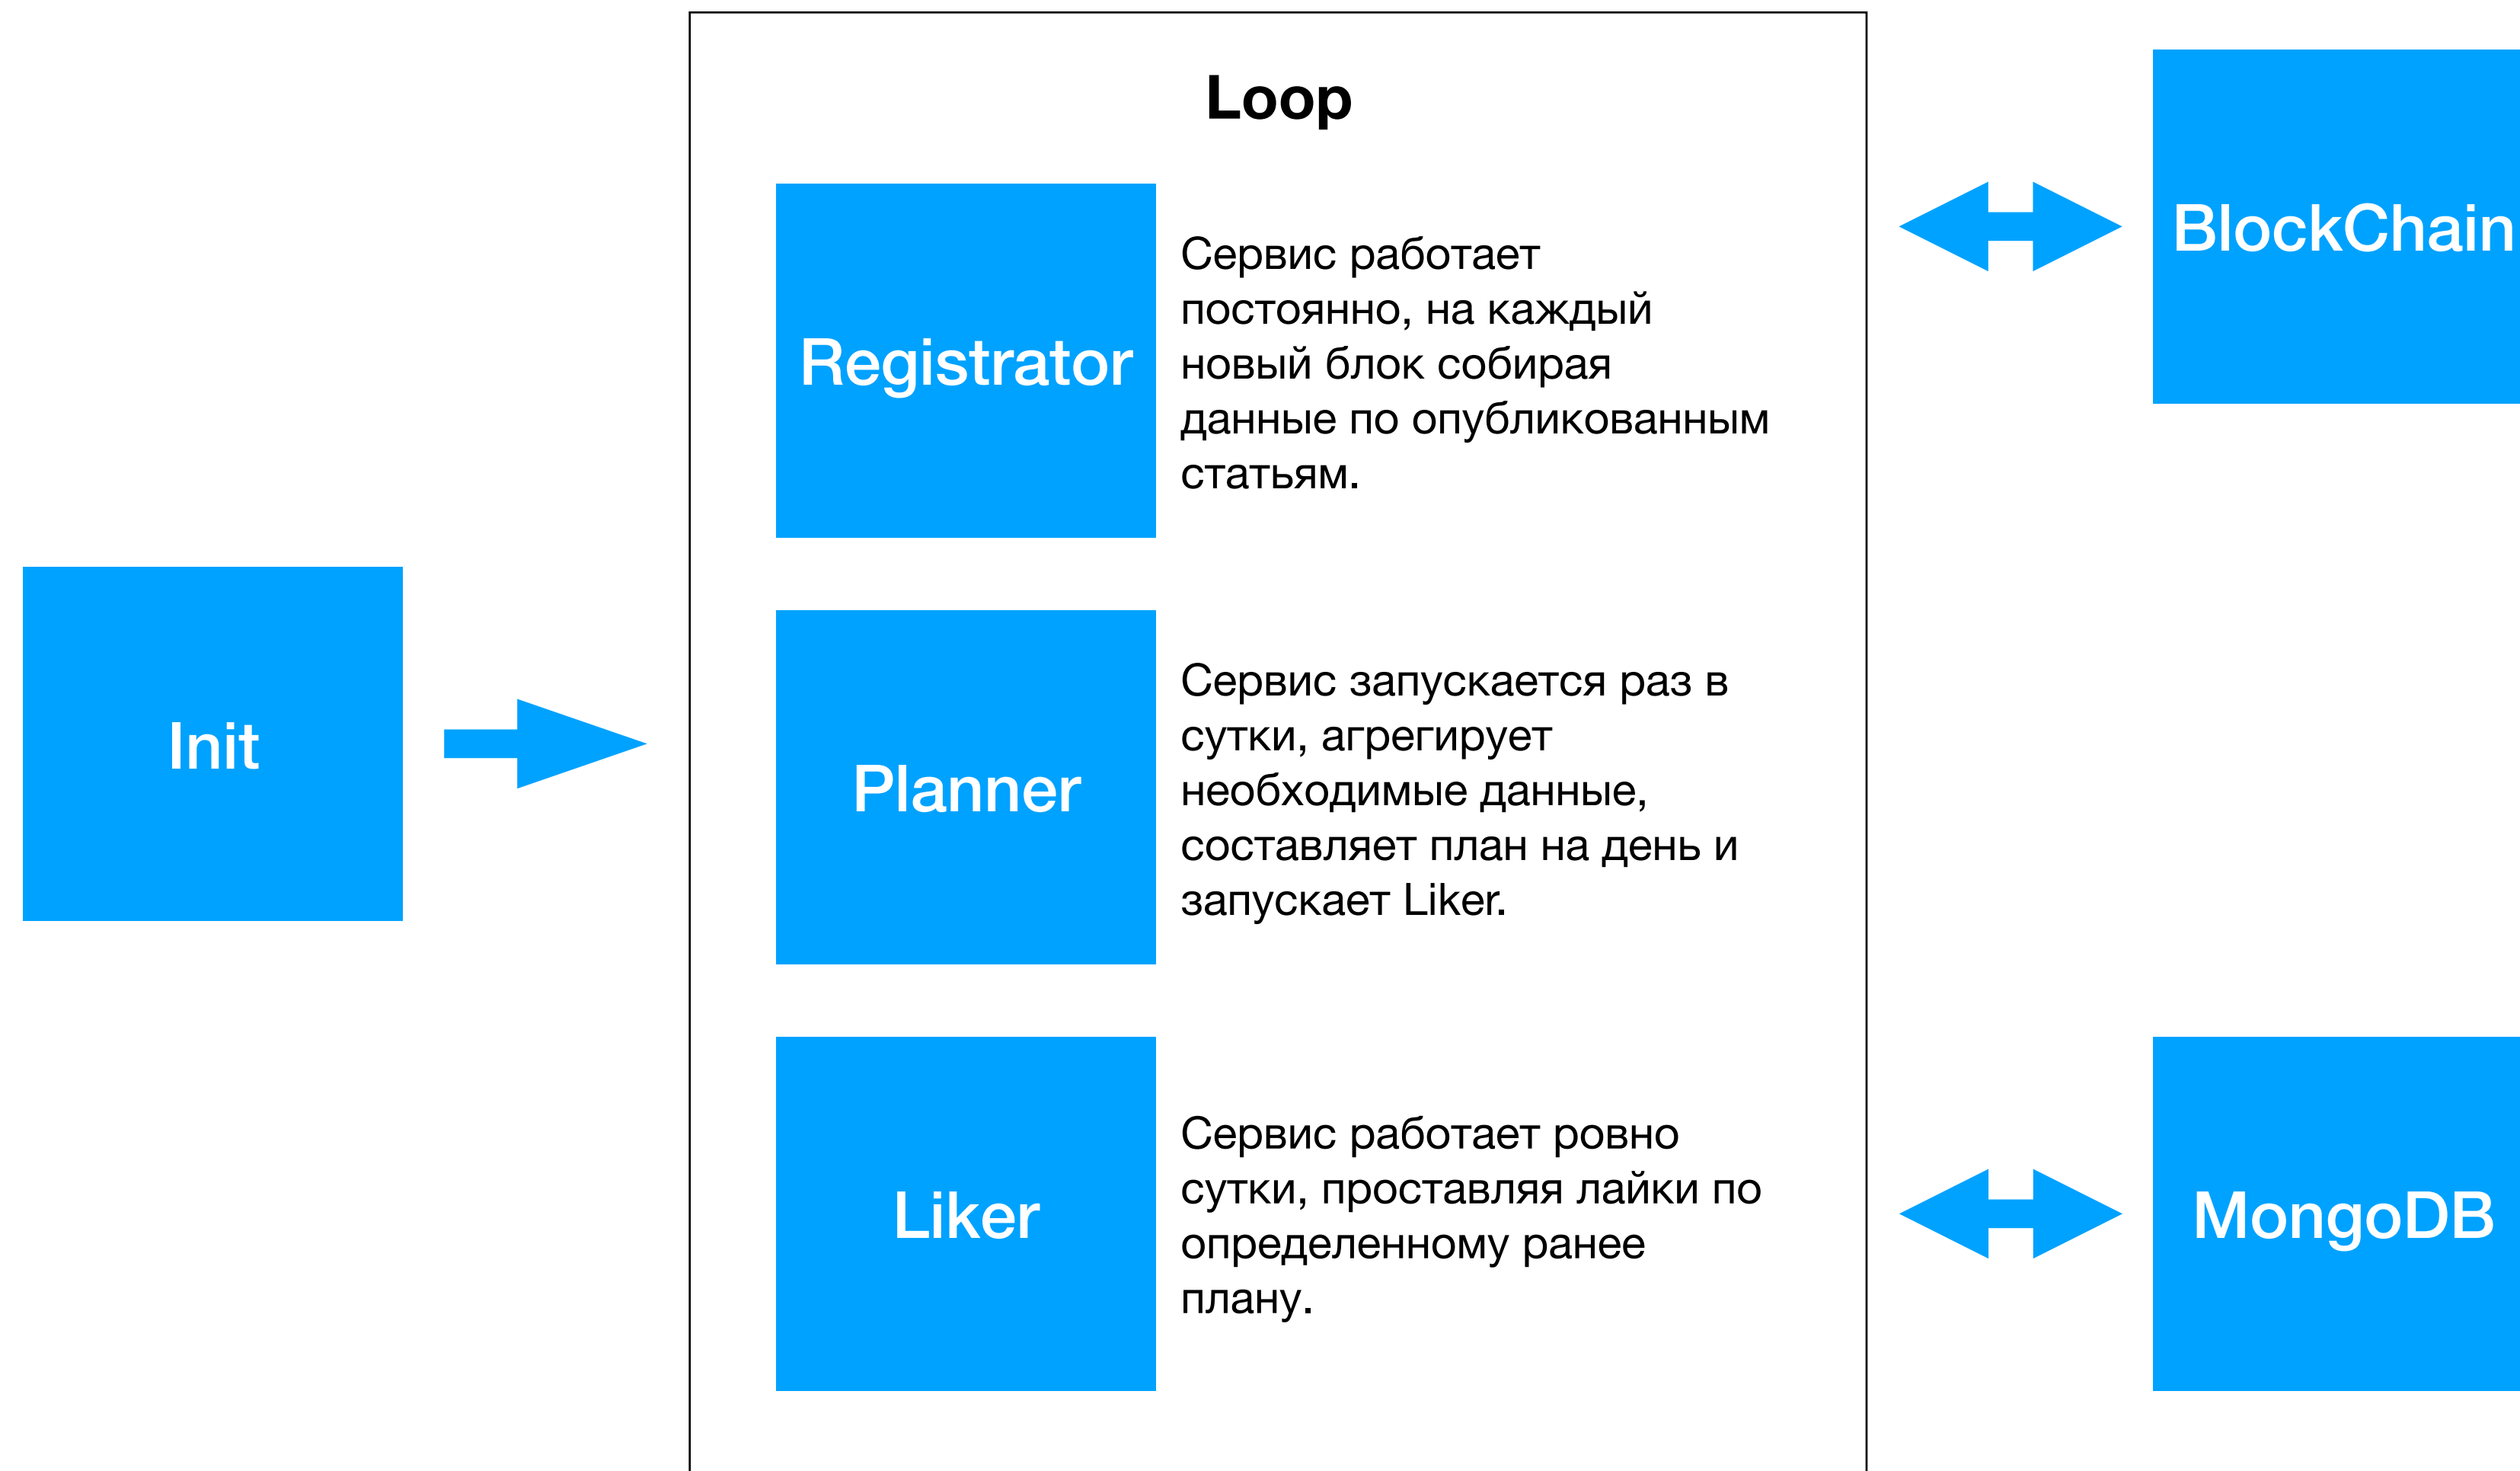 Loop
BlockChain
Registrator
Сервис работает
постоянно, на каждый
новый блок собирая
данные по опубликованным
статьям.
Init
Planner
Сервис запускается раз в
сутки, агрегирует
необходимые данные,
составляет план на день и
запускает Liker.
Liker
Сервис работает ровно
сутки, проставляя лайки по
определенному ранее
плану.
MongoDB